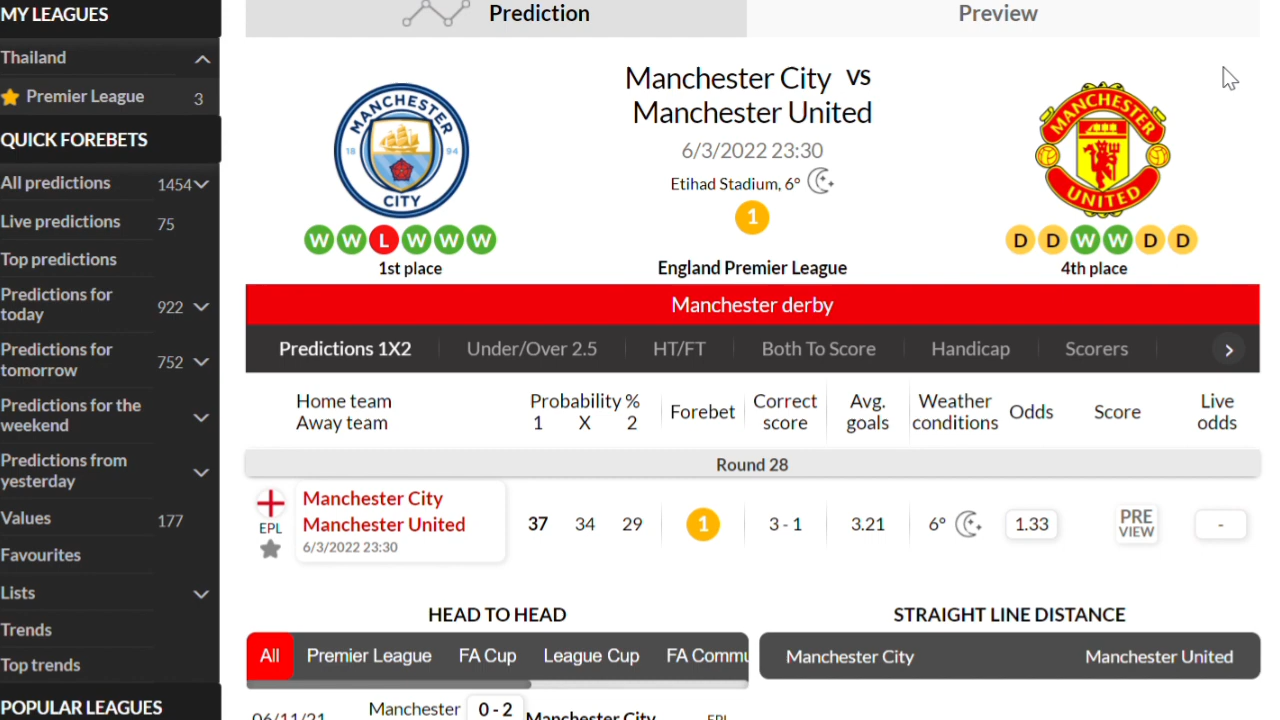 MY LEAGUES
Thailand
Premier League 3
QUICK FOREBETS
All predictions 1454
Live predictions 75
Top predictions
Predictions for
today 922
Predictions for
tomorrow 752
Predictions for the
weekend
Predictions from
yesterday
Values 177
Favourites
Lists
Trends
Top trends
POPULAR LEAGUES
Prediction Preview
MANCHESTER
18 94
CITY
Manchester City VS
Manchester United
6/3/2022 23:30
Etihad Stadium, 6°
1
MANCHESTER
UNITED
W W L W W W
D D W W D D
1st place England Premier League 4th place
Manchester derby
Predictions 1X2 Under/Over 2.5 HT/FT Both To Score Handicap Scorers
Home team
Away team
Probability %
1 X 2
Forebet
Correct
score
Avg.
goals
Weather
conditions
Odds
Score
Live
odds
Round 28
EPL
Manchester City
Manchester United
6/3/2022 23:30
37 34 29 1 3 - 1 3.21 6° 1.33
PRE
VIEW
-
HEAD TO HEAD
All Premier League FA Cup League Cup FA Commu
06/11/21 Manchester 0 - 2 Manchester City EPL
STRAIGHT LINE DISTANCE
Manchester City Manchester United